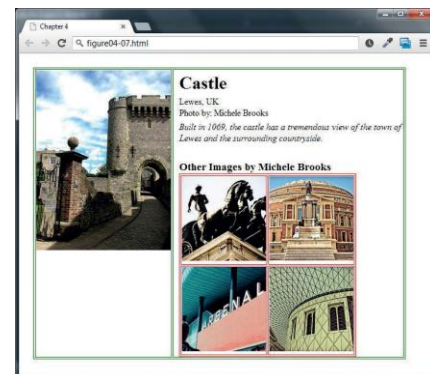 Chapter 4
figure04-07.html
Castle
Lewes, UK
Photo by: Michele Brooks
Built in 1069, the castle has a tremendous view of the town of
Lewes and the surrounding countryside.
Other Images by Michele Brooks
ARSENAL